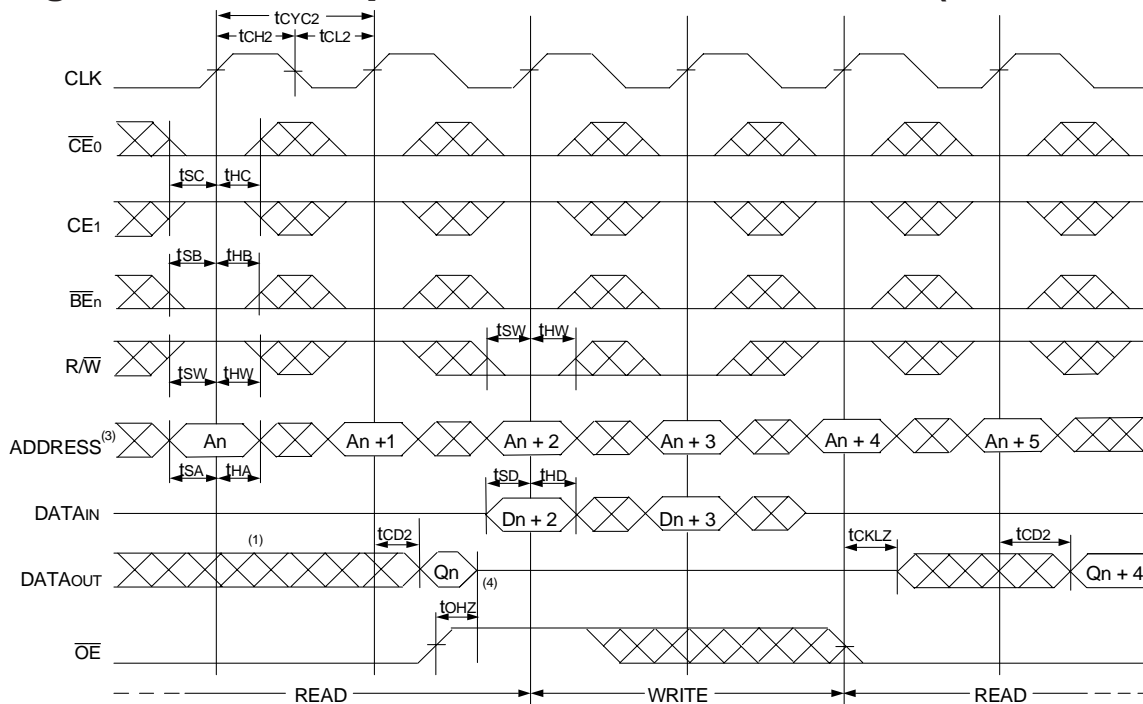 tCYC2
tCH2 tCL2
CLK
CE0
tSC tHC
CE1
tSB tHB
BEn
tSW tHW
R/W
tSW tHW
ADDRESS(3) An An +1 An + 2 An + 3 An + 4 An + 5
tSA tHA
tSD tHD
DATAIN Dn + 2 Dn + 3
(1) tCD2 tCKLZ tCD2
DATAOUT Qn (4) Qn + 4
tOHZ
OE
READ WRITE READ